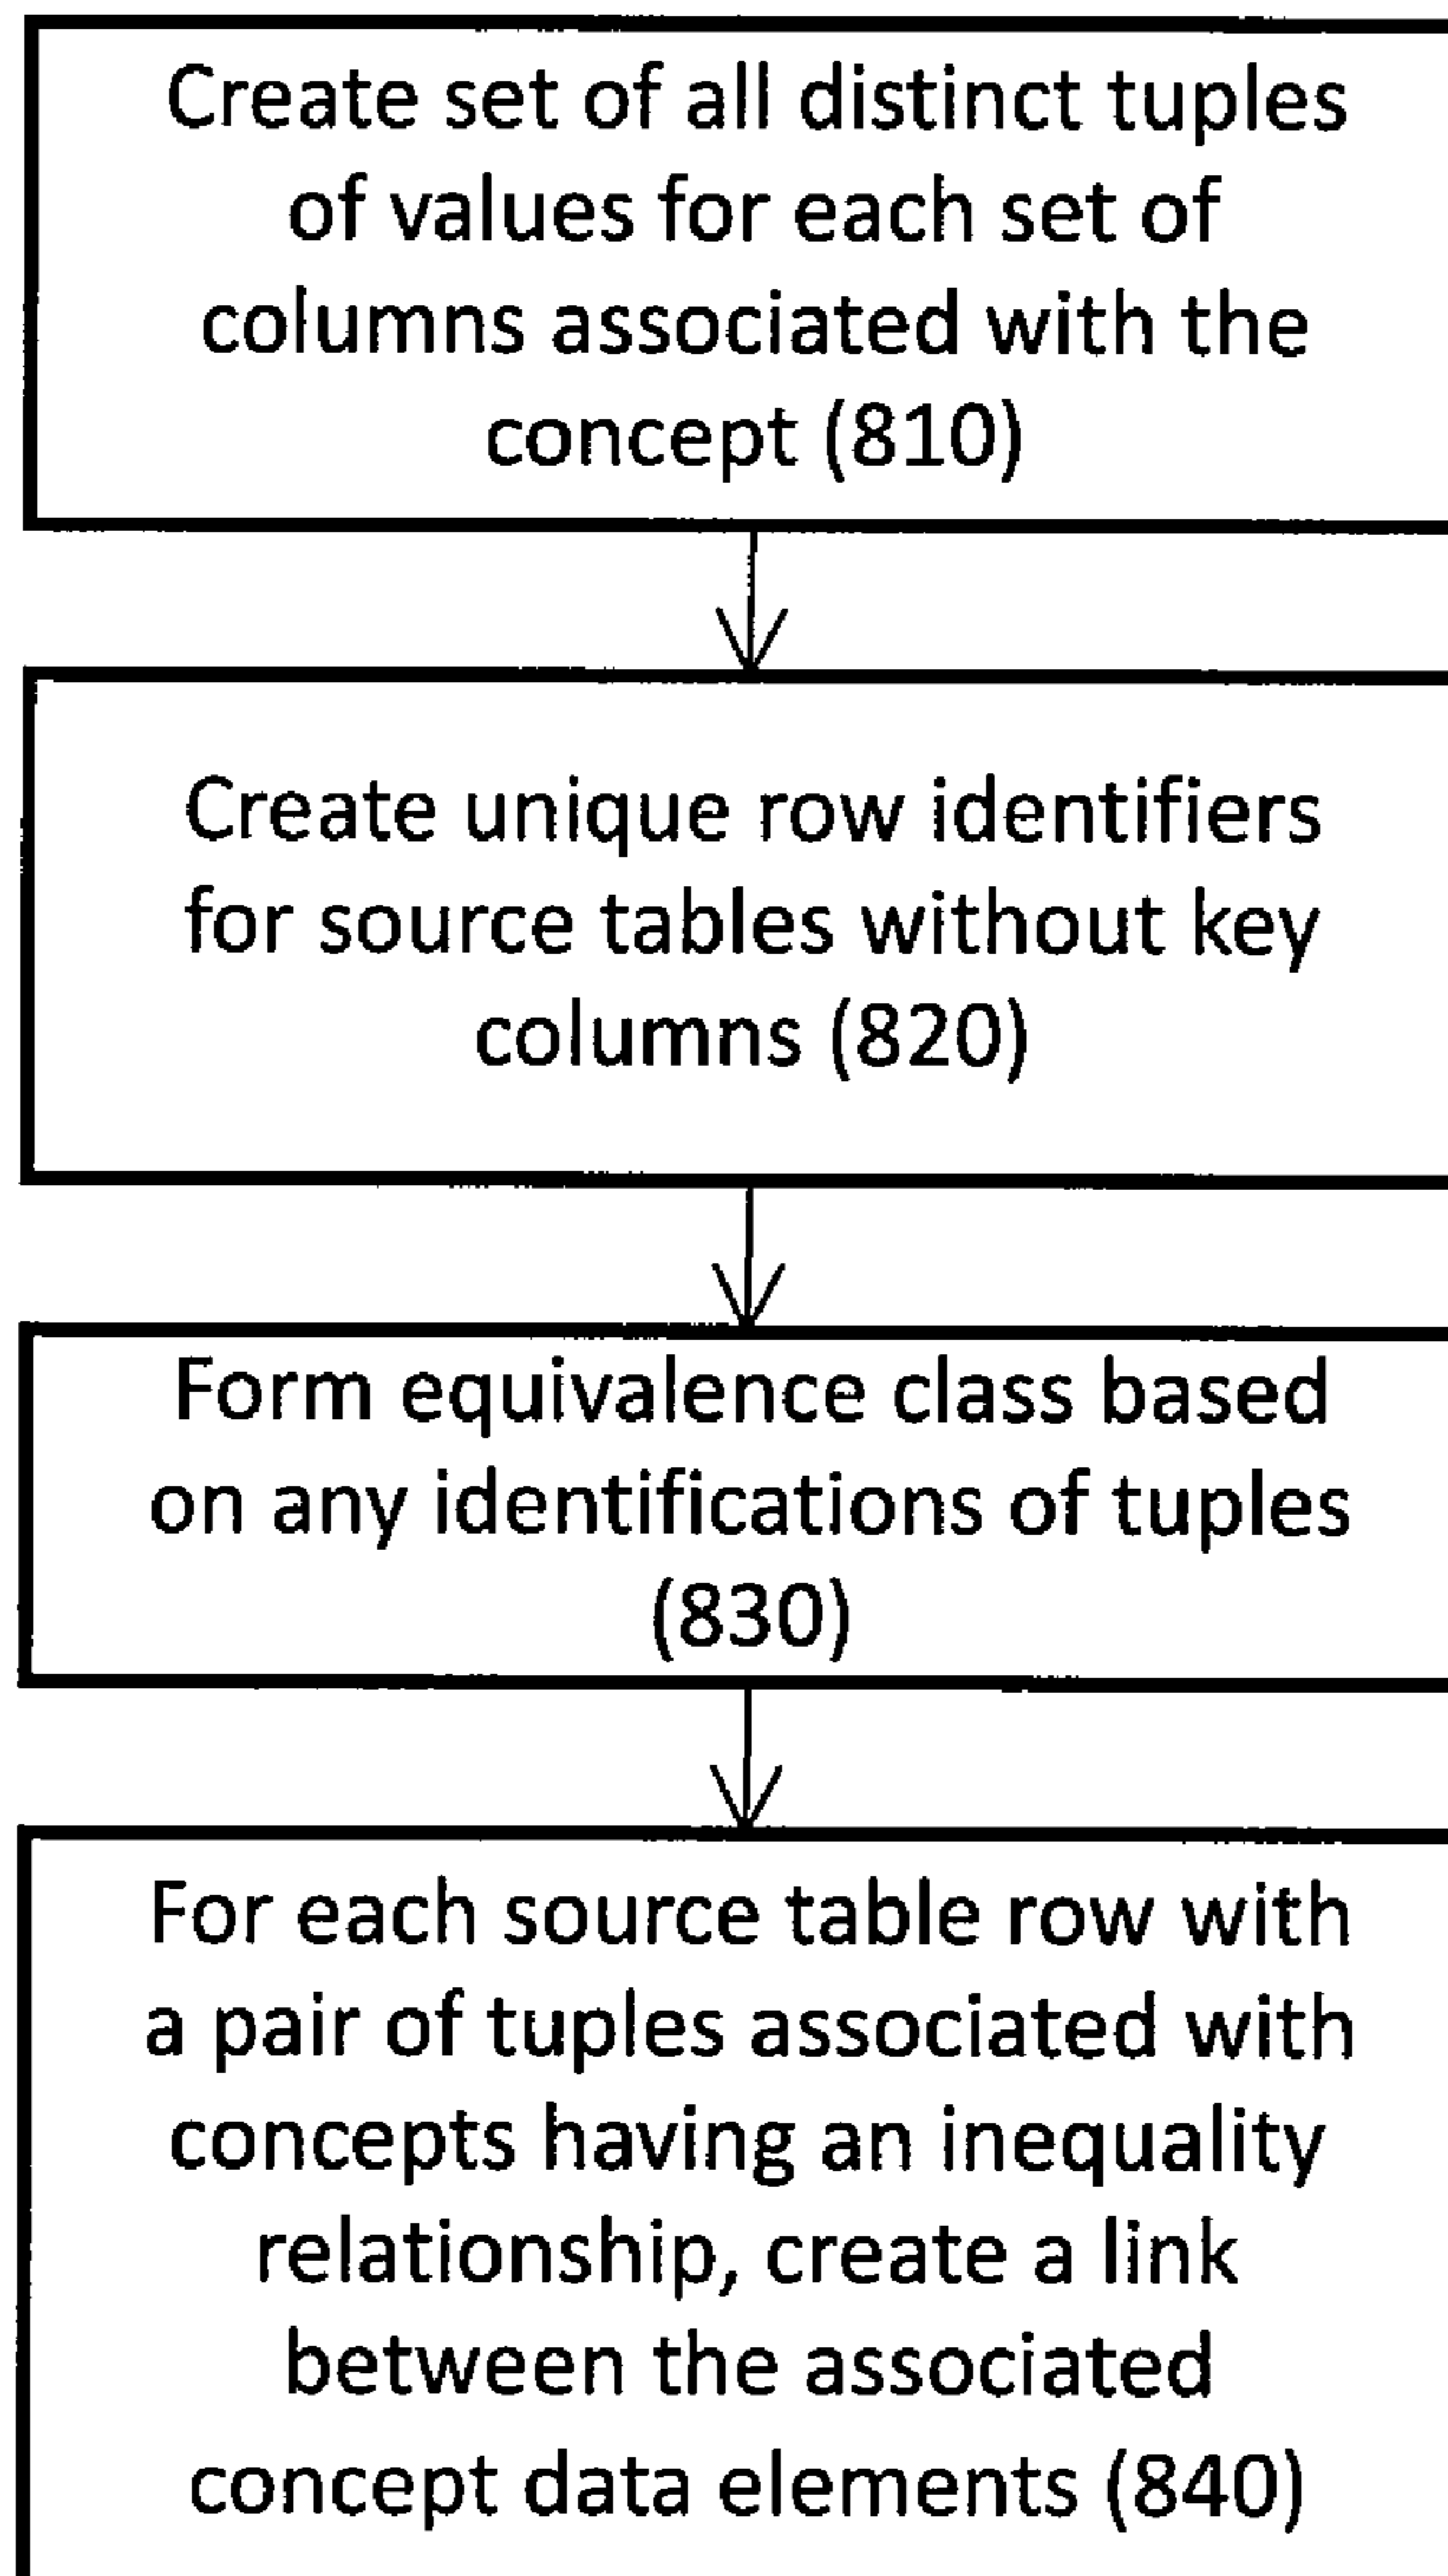 Create set of all distinct tuples
of values for each set of
columns associated with the
concept (810)
Create unique row identifiers
for source tables without key
columns (820)
Form equivalence class based
on any identifications of tuples
(830)
For each source table row with
a pair of tuples associated with
concepts having an inequality
relationship, create a link
between the associated
concept data elements (840)